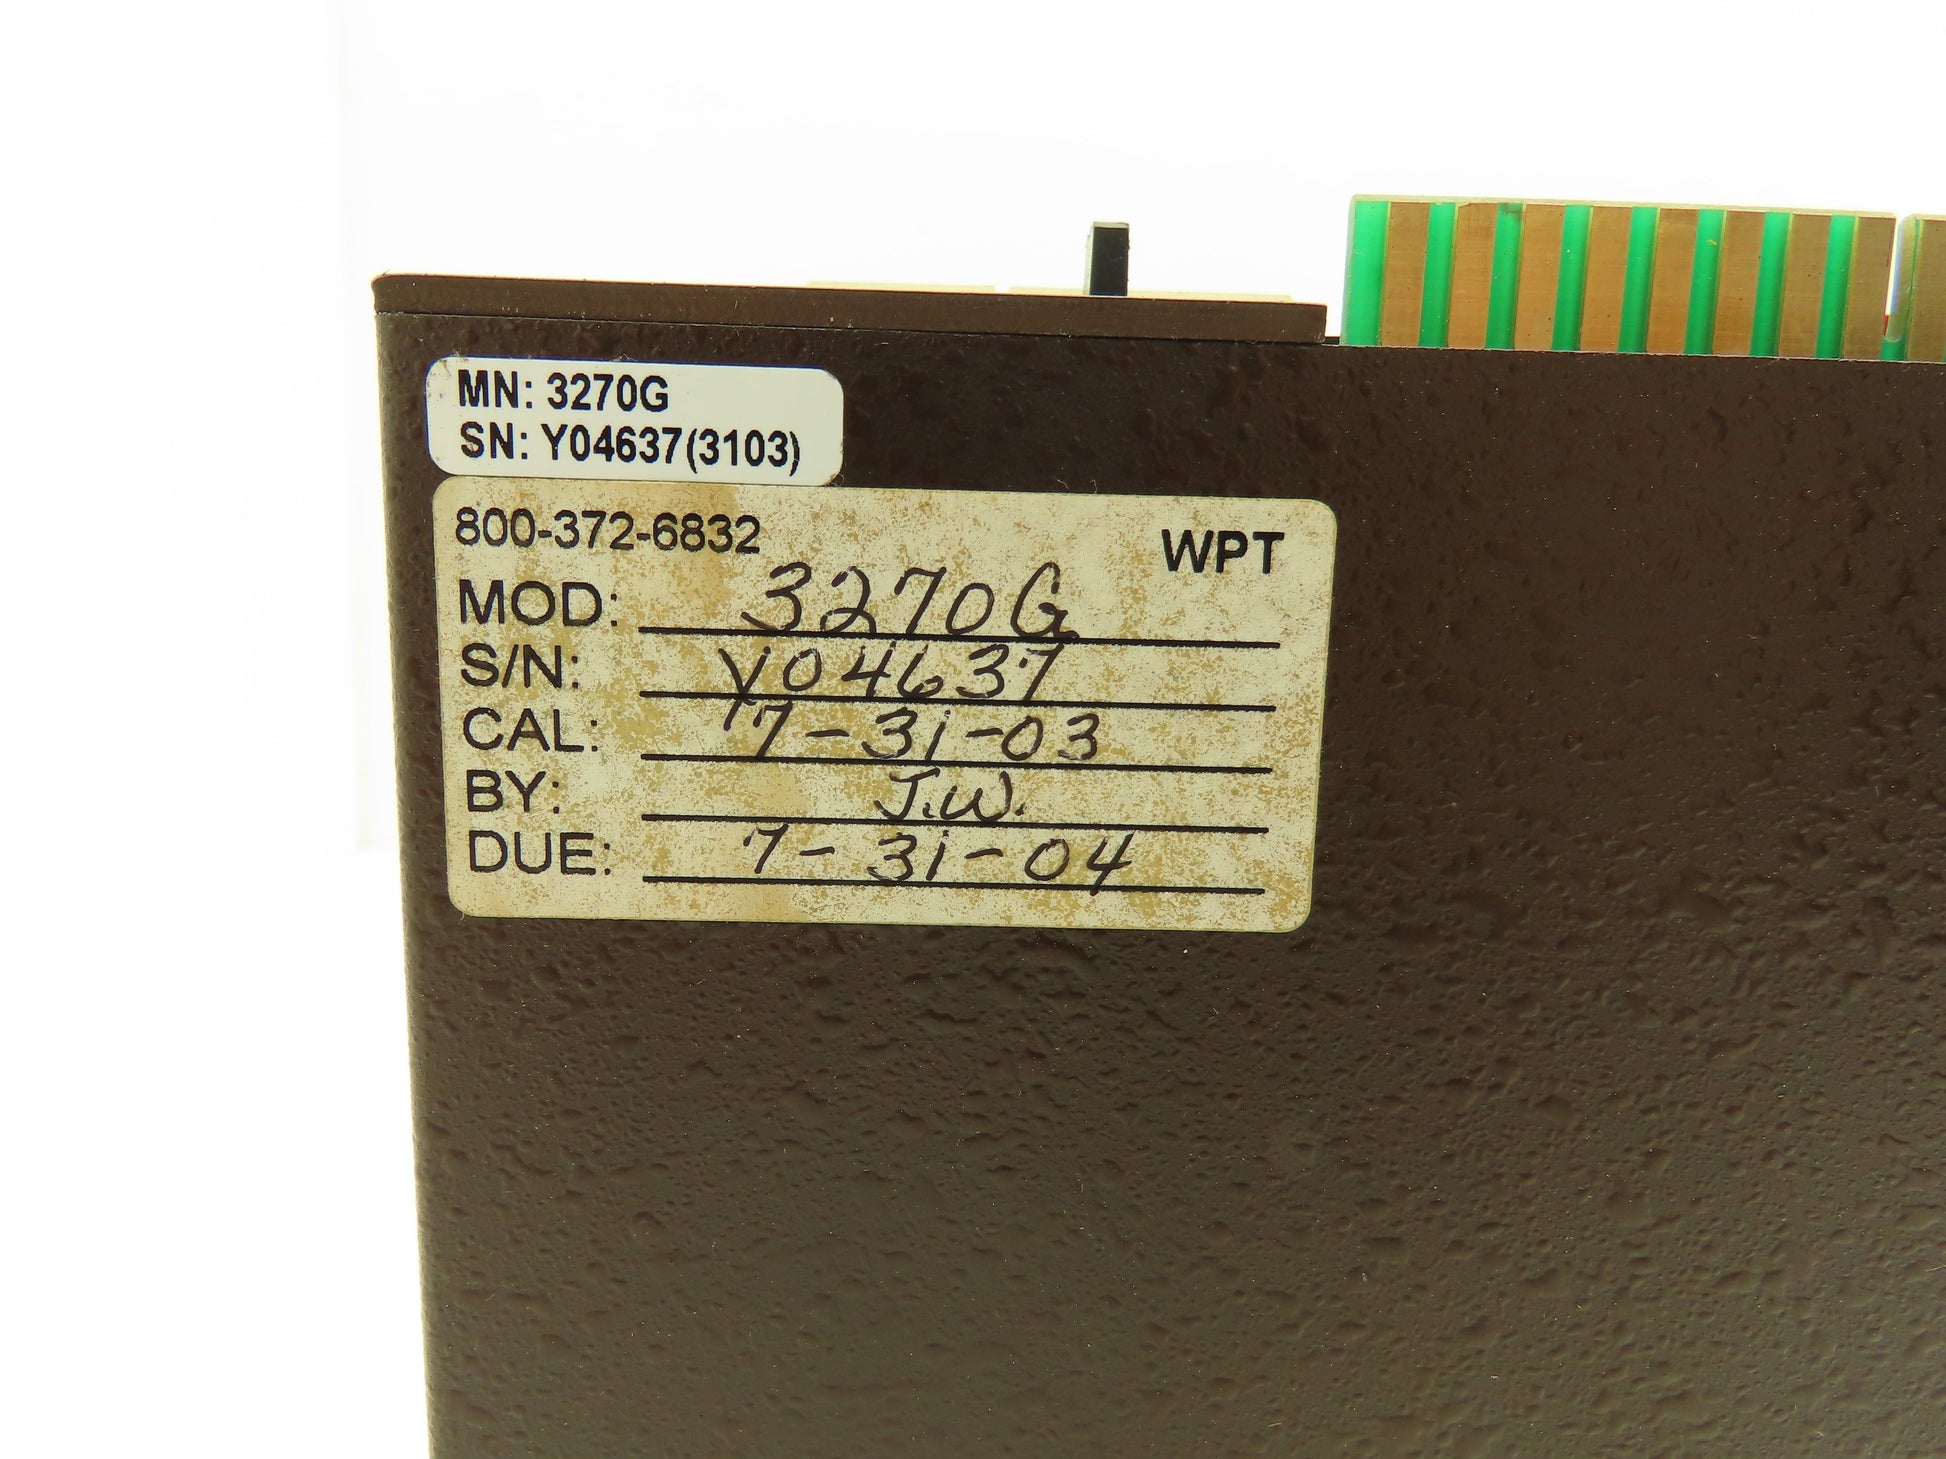 MN: 3270G
SN: Y04637(3103)
800-372-6832 WPT
MOD: 3270G
S/N: Y04637
CAL: 7-31-03
BY: J.W.
DUE: 7-31-04